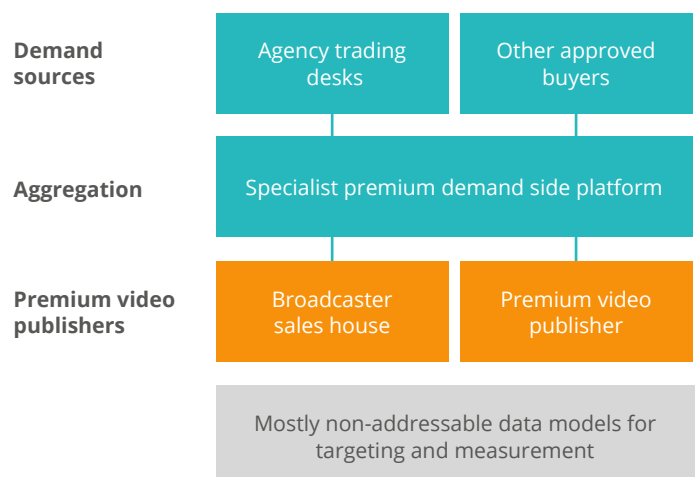 Demand
sources
Agency trading
desks
Other approved
buyers
Aggregation
Specialist premium demand side platform
Premium video
publishers
Broadcaster
sales house
Premium video
publisher
Mostly non-addressable data models for
targeting and measurement